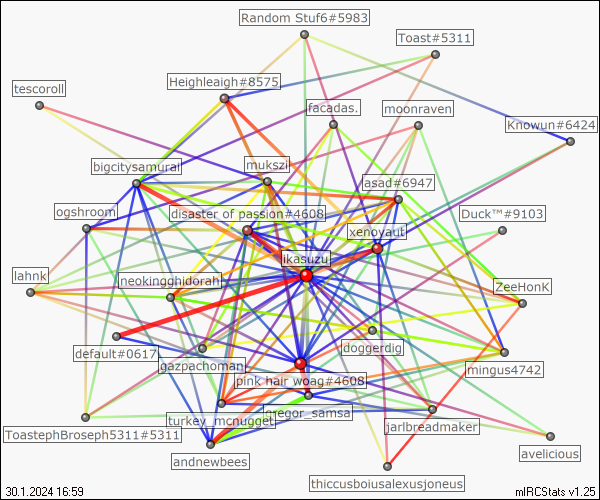 Random Stuf6#5983
Toast#5311
Heighleaigh#8575
tescoroll
facadas.
moonraven
Knowun#6424
bigcitysamurai
mukszi
asad#6947
ogshroom
disaster of passion#4608
Duck™#9103
xenovaut
ikasuzu
lahnk
neokingghidorah
ZeeHonK
default#0617
doggerdig
gazpachoman
mingus4742
pink hair woag#4608
gregor_samsa
turkey_mcnugget
jarlbreadmaker
ToastephBroseph5311#5311
andnewbees
avelicious
thiccusboiusalexusjoneus
30.1.2024 16:59
mIRCStats v1.25